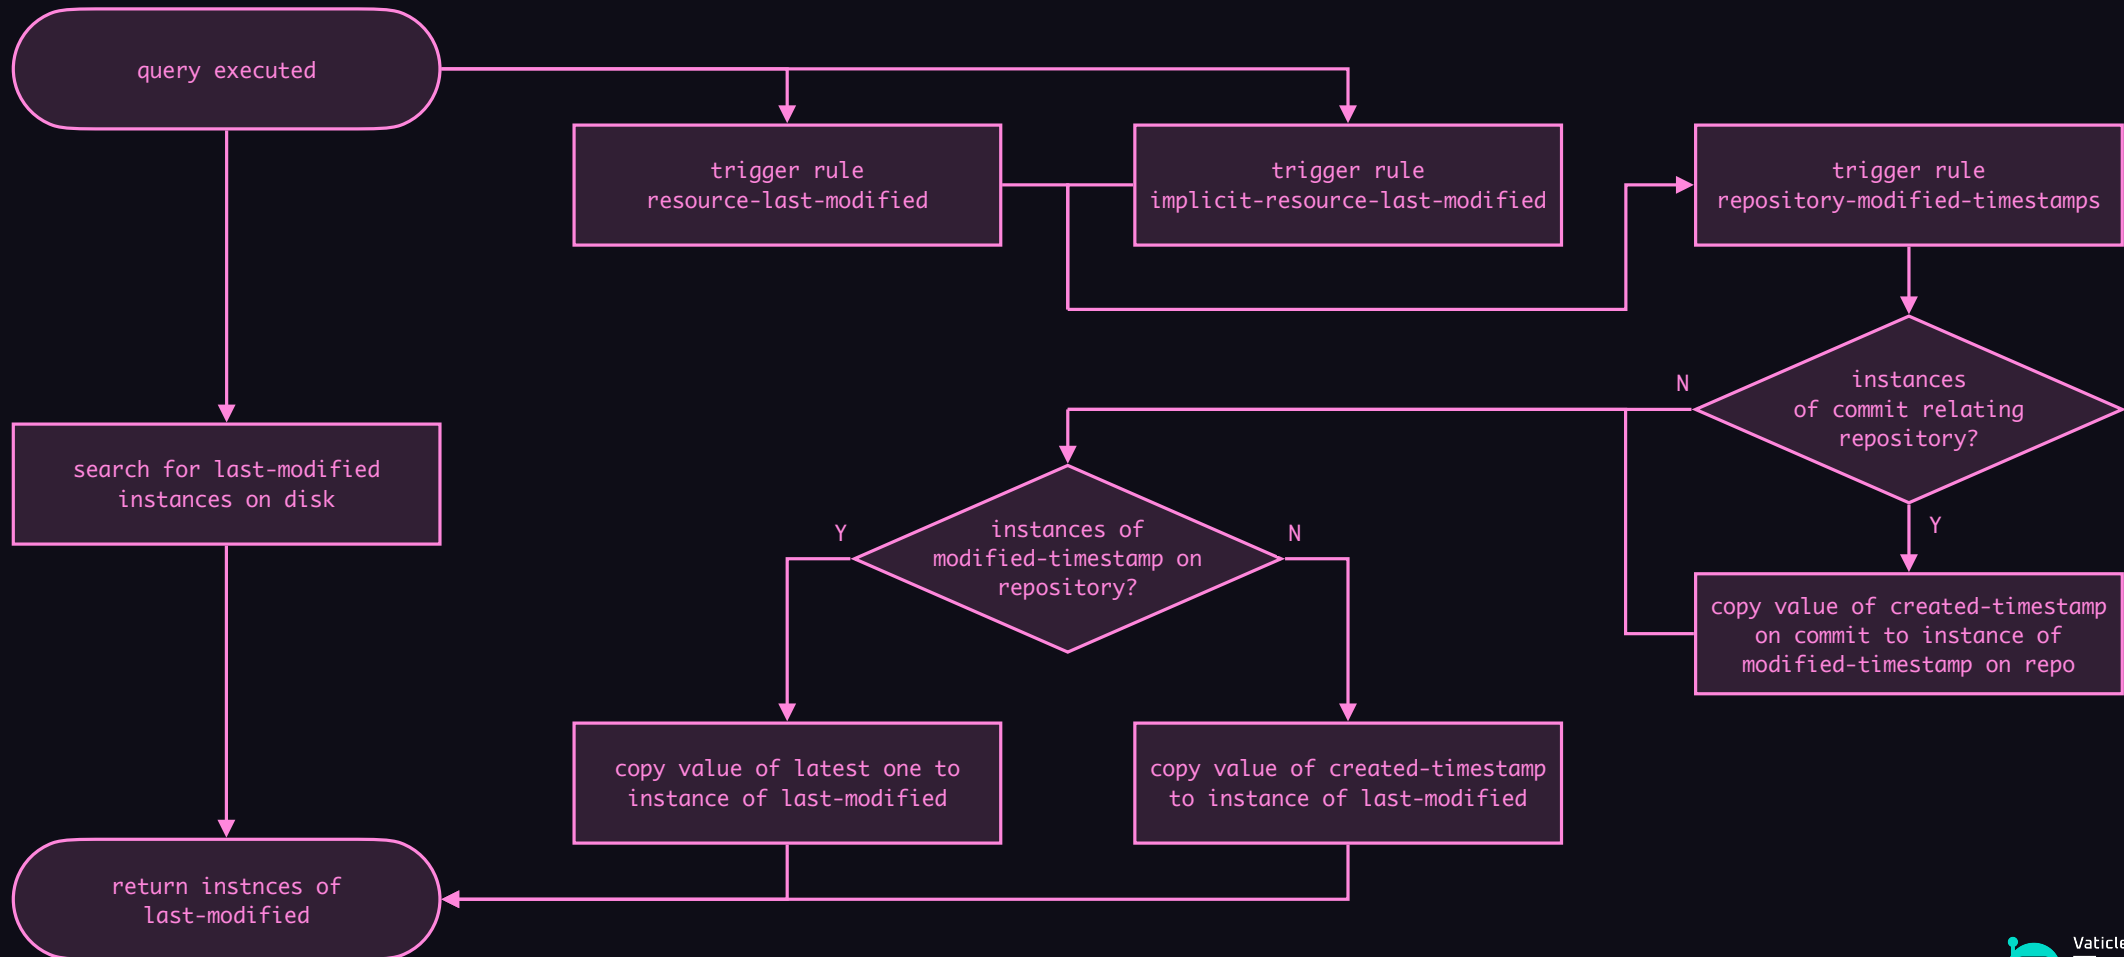 query executed
trigger rule
resource-last-modified
trigger rule
implicit-resource-last-modified
trigger rule
repository-modified-timestamps
N
instances
of commit relating
repository?
Y
search for last-modified
instances on disk
Y
instances of
modified-timestamp on
repository?
N
copy value of created-timestamp
on commit to instance of
modified-timestamp on repo
copy value of latest one to
instance of last-modified
copy value of created-timestamp
to instance of last-modified
return instnces of
last-modified
Vaticle